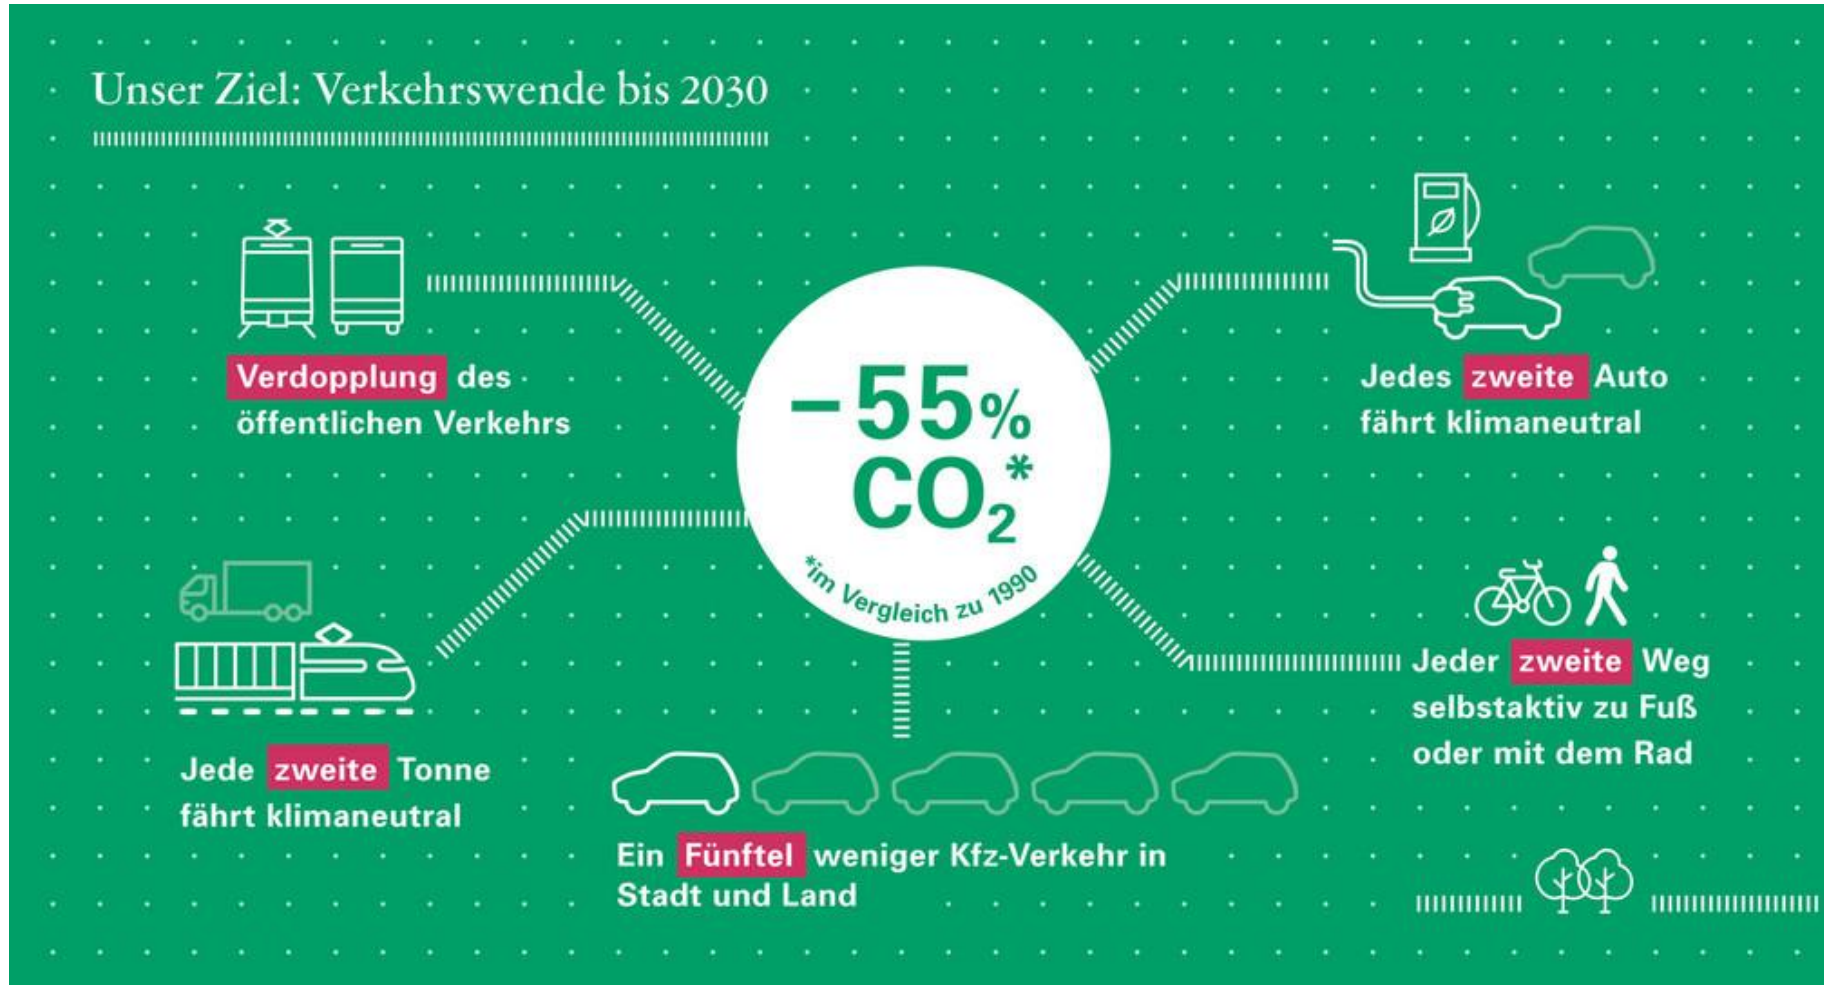 Unser Ziel: Verkehrswende bis 2030
Verdopplung des
öffentlichen Verkehrs
Jedes zweite Auto
fährt klimaneutral
-55%
CO₂*
*im Vergleich zu 1990
Jede zweite Tonne
fährt klimaneutral
Jeder zweite Weg
selbstaktiv zu Fuß
oder mit dem Rad
Ein Fünftel weniger Kfz-Verkehr in
Stadt und Land